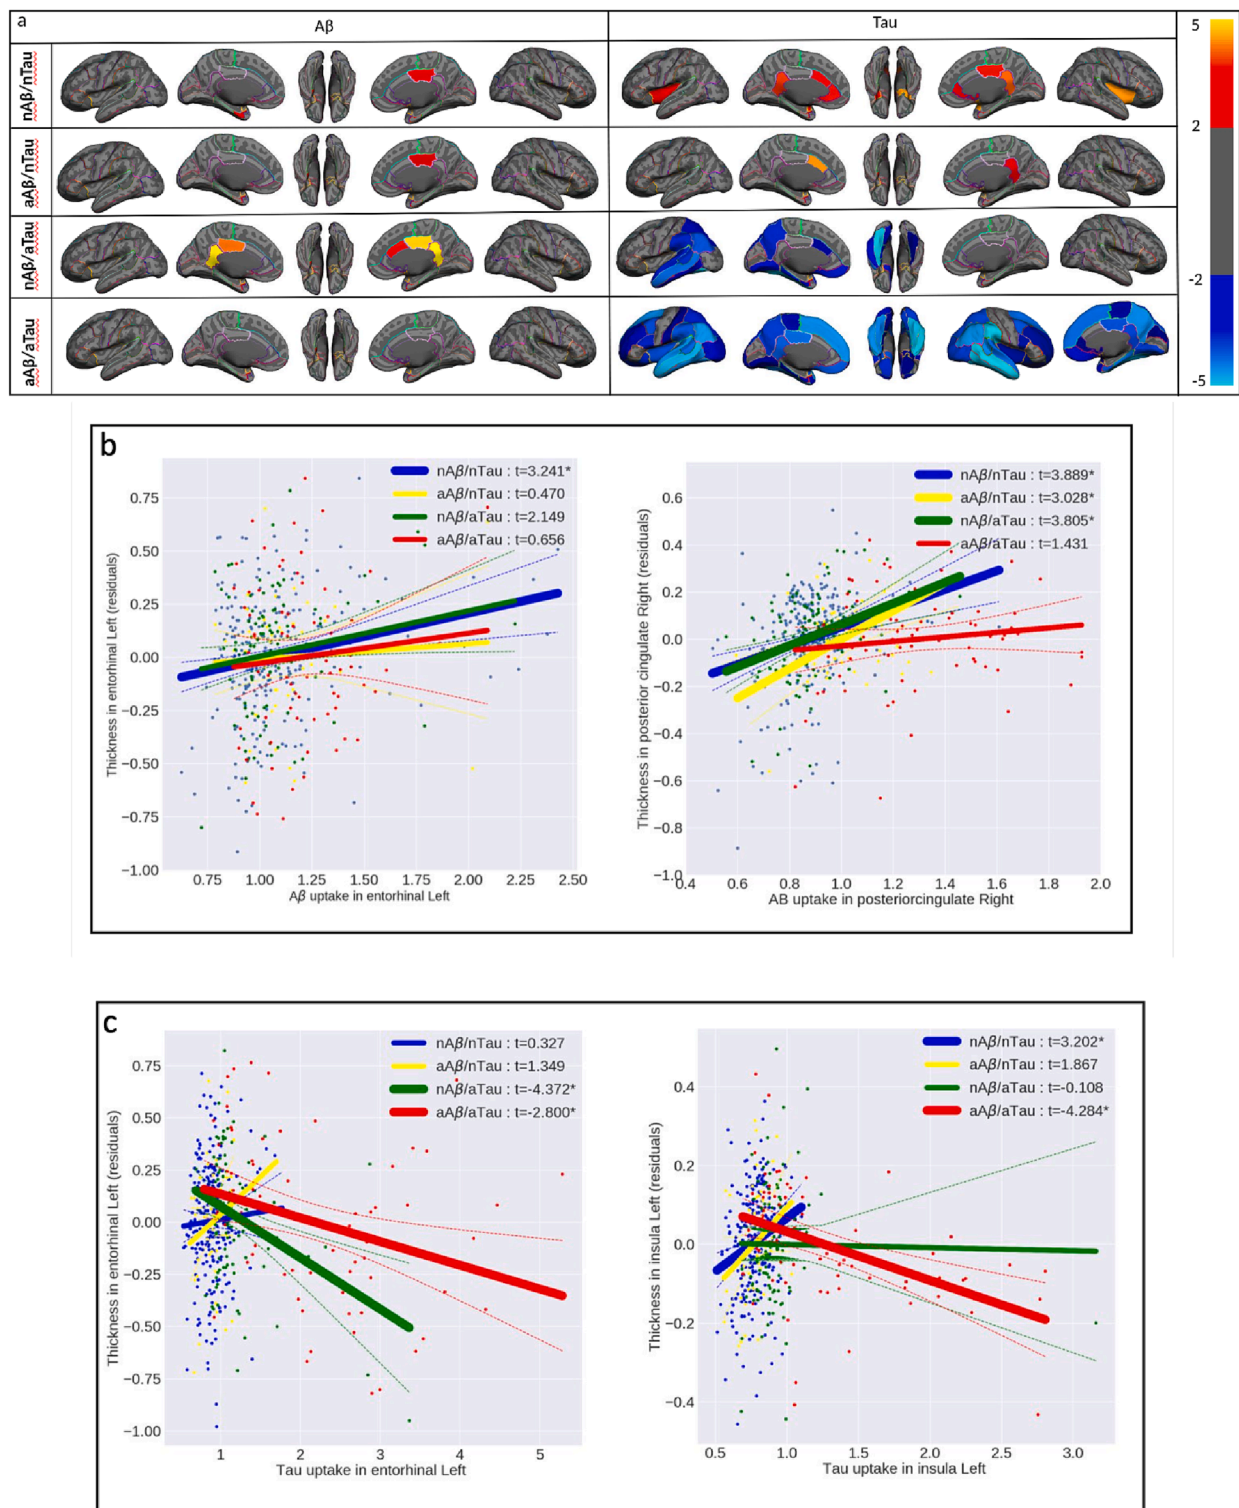 a
Aβ
Tau
5
2
-2
-5
nAβ/nTau
aAβ/nTau
nAβ/aTau
aAβ/aTau
b
nAβ/nTau : t=3.241*
aAβ/nTau : t=0.470
nAβ/aTau : t=2.149
aAβ/aTau : t=0.656
Thickness in entorhinal Left (residuals)
0.75
0.50
0.25
0.00
−0.25
−0.50
−0.75
−1.00
0.75 1.00 1.25 1.50 1.75 2.00 2.25 2.50
Aβ uptake in entorhinal Left
nAβ/nTau : t=3.889*
aAβ/nTau : t=3.028*
nAβ/aTau : t=3.805*
aAβ/aTau : t=1.431
Thickness in posterior cingulate Right (residuals)
0.6
0.4
0.2
0.0
−0.2
−0.4
−0.6
−0.8
−1.0
0.4 0.6 0.8 1.0 1.2 1.4 1.6 1.8 2.0
AB uptake in posteriorcingulate Right
c
nAβ/nTau : t=0.327
aAβ/nTau : t=1.349
nAβ/aTau : t=-4.372*
aAβ/aTau : t=-2.800*
Thickness in entorhinal Left (residuals)
0.75
0.50
0.25
0.00
−0.25
−0.50
−0.75
−1.00
1 2 3 4 5
Tau uptake in entorhinal Left
nAβ/nTau : t=3.202*
aAβ/nTau : t=1.867
nAβ/aTau : t=-0.108
aAβ/aTau : t=-4.284*
Thickness in insula Left (residuals)
0.4
0.2
0.0
−0.2
−0.4
0.5 1.0 1.5 2.0 2.5 3.0
Tau uptake in insula Left